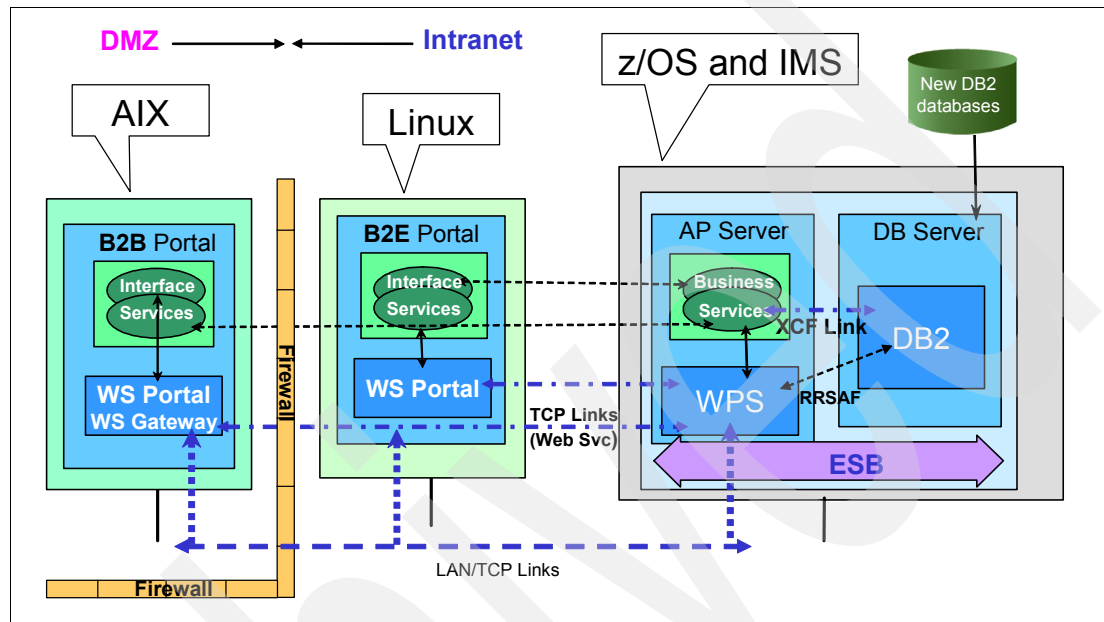 DMZ
Intranet
z/OS and IMS
New DB2
databases
AIX
Linux
B2B Portal
Interface
Services
WS Portal
WS Gateway
Firewall
Firewall
B2E Portal
Interface
Services
WS Portal
TCP Links
(Web Svc)
AP Server
Business
Services
XCF Link
WPS
RRSAF
DB Server
DB2
ESB
LAN/TCP Links